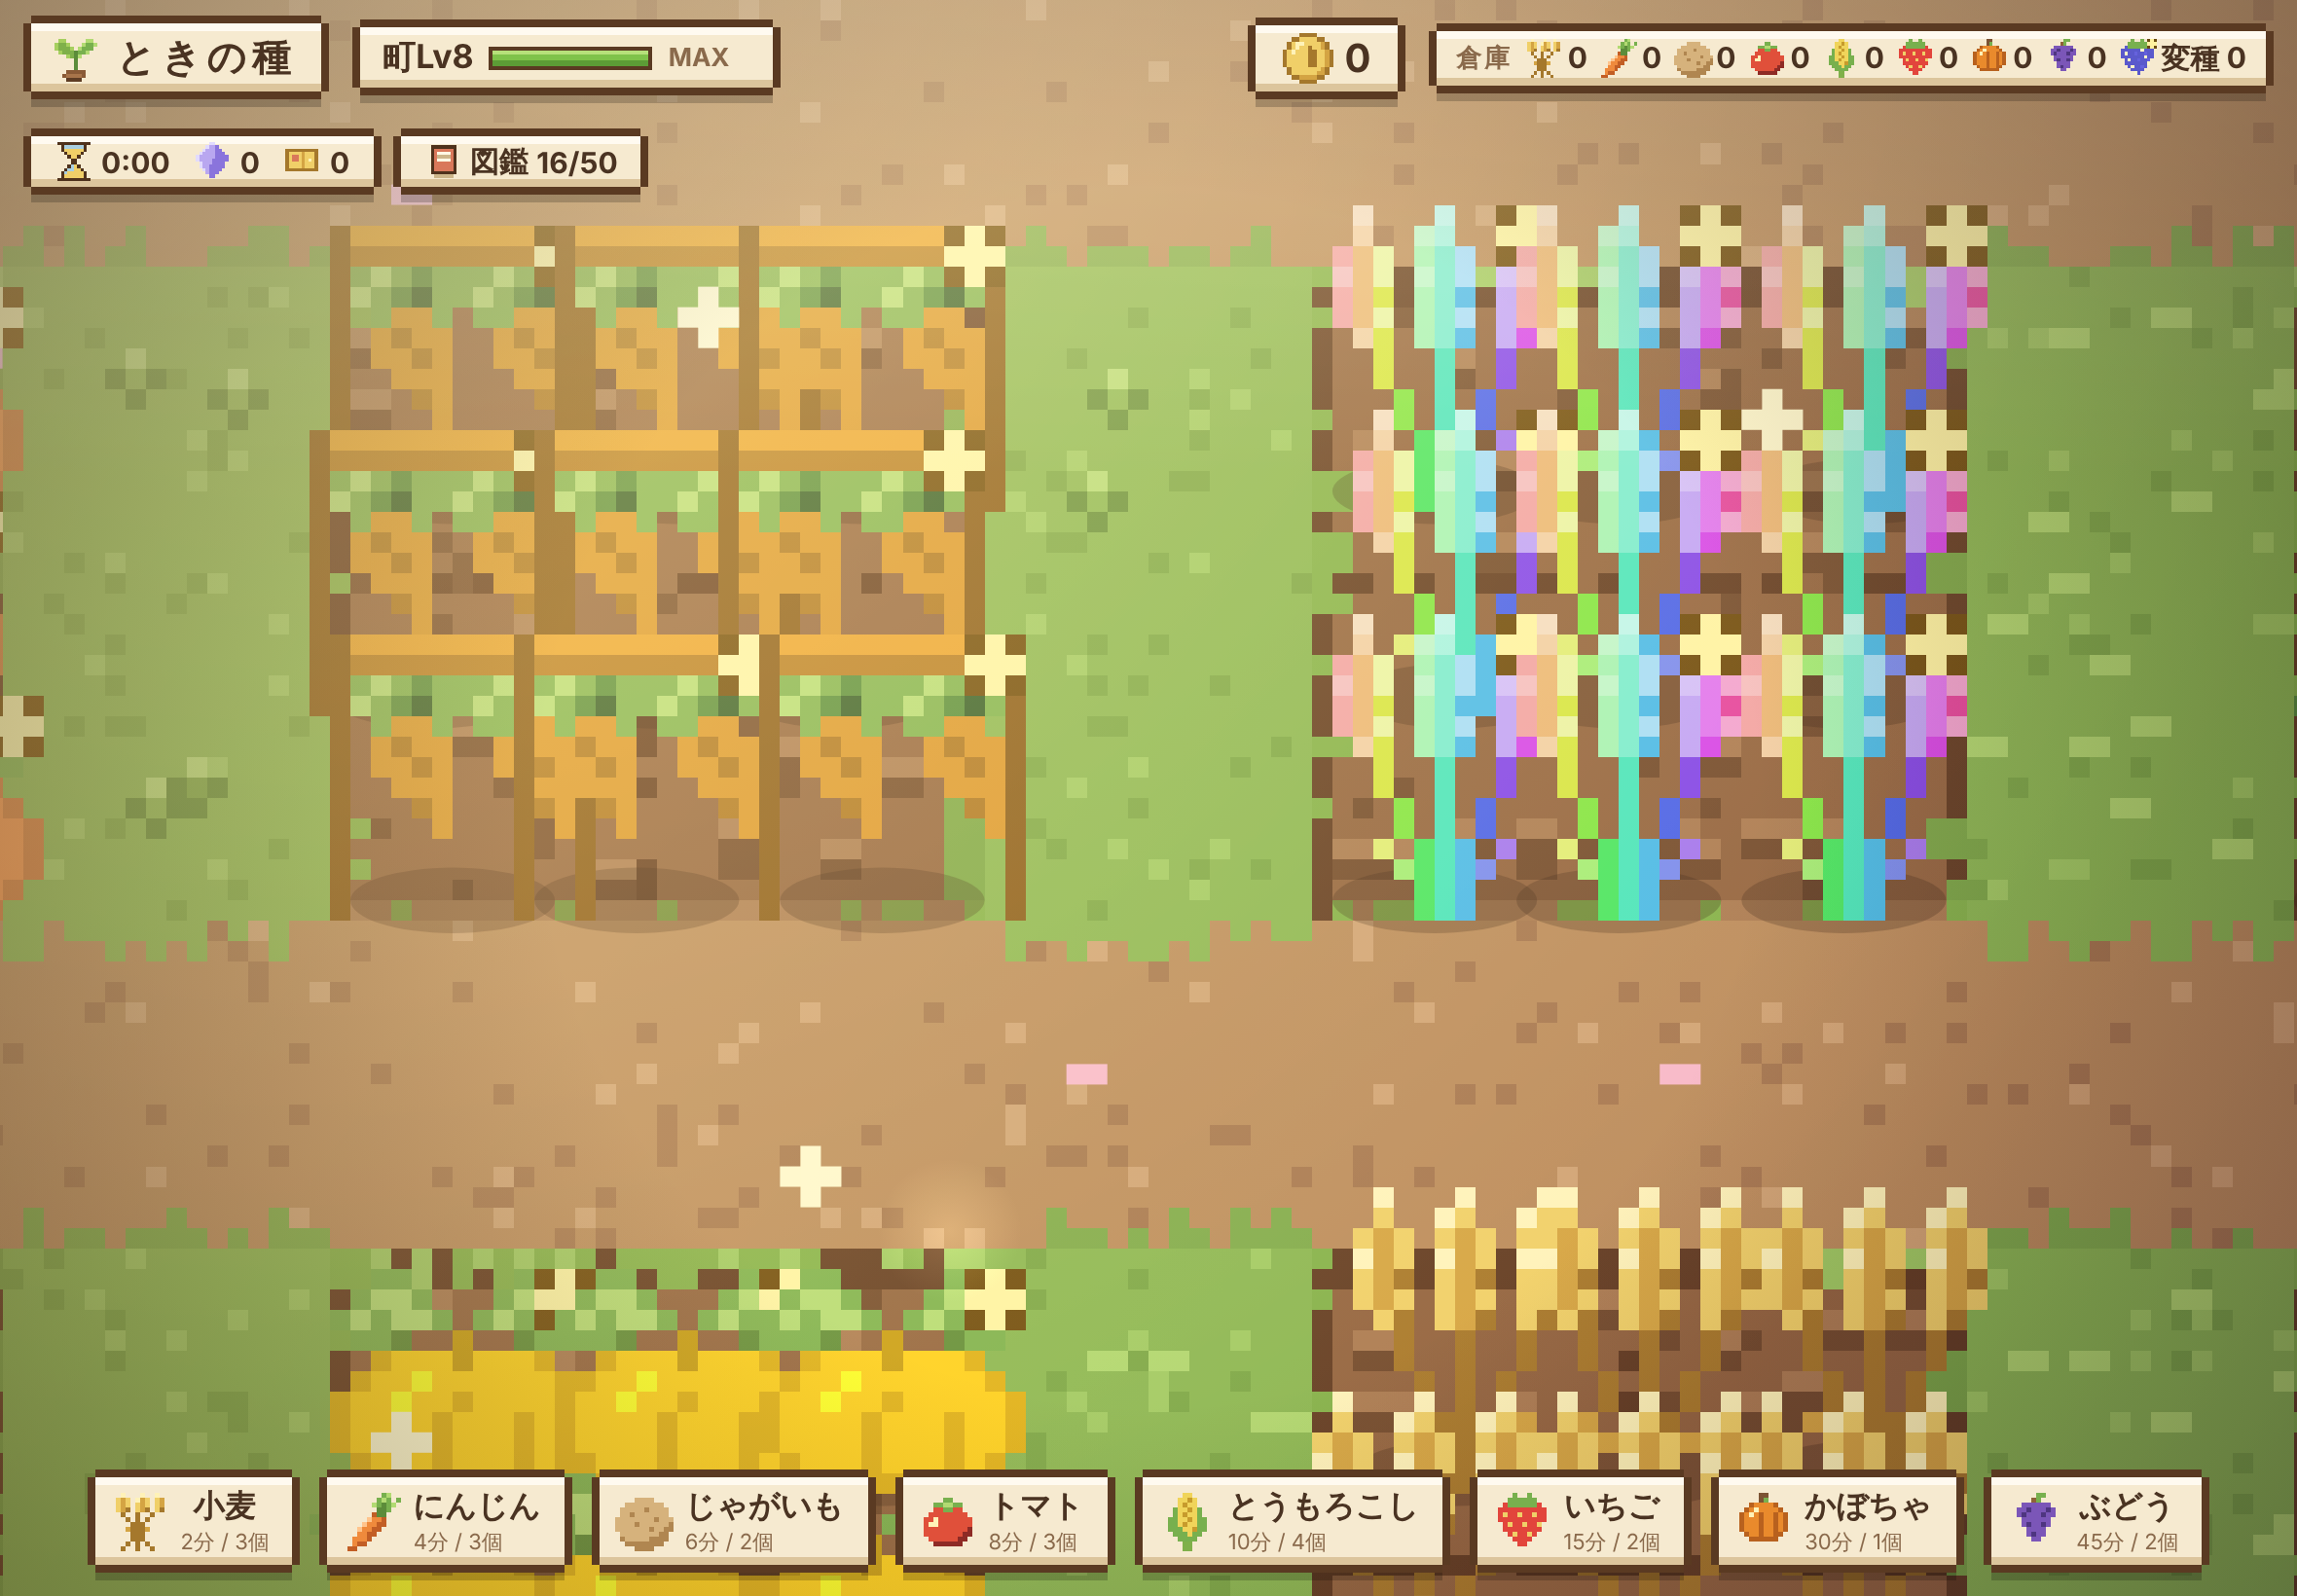 ときの種
町Lv8 MAX
0
倉庫 0 0 0 0 0 0 0 0 変種 0
0:00 0 0
図鑑 16/50
小麦
2分 / 3個
にんじん
4分 / 3個
じゃがいも
6分 / 2個
トマト
8分 / 3個
とうもろこし
10分 / 4個
いちご
15分 / 2個
かぼちゃ
30分 / 1個
ぶどう
45分 / 2個